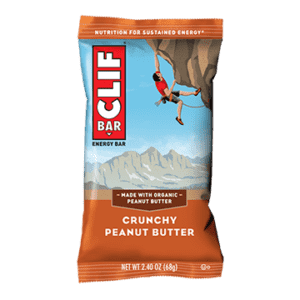 NUTRITION FOR SUSTAINED ENERGY®
CLIF
BAR
ENERGY BAR
MADE WITH ORGANIC
PEANUT BUTTER
CRUNCHY
PEANUT BUTTER
NET WT 2.40 OZ (68g)